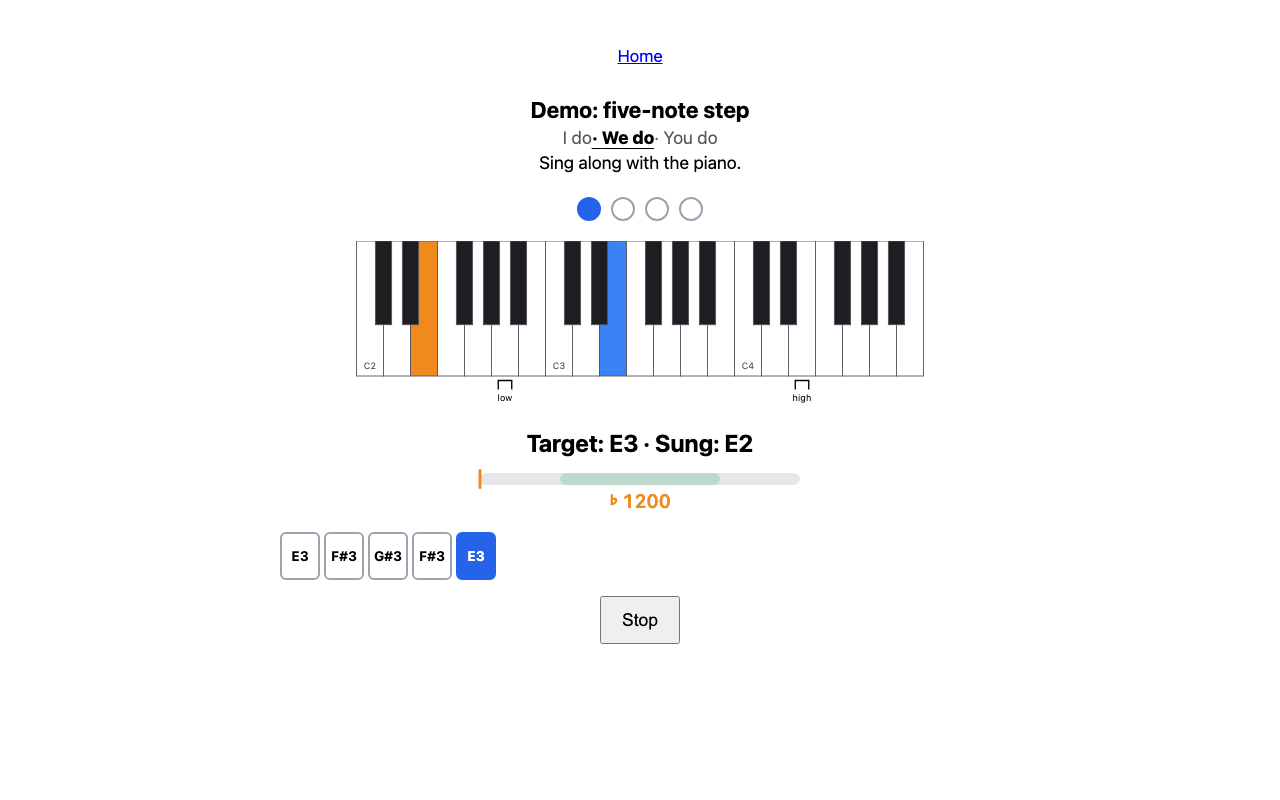 Home
Demo: five-note step
I do · We do · You do
Sing along with the piano.
C2 C3 C4
low high
Target: E3 · Sung: E2
♭ 1200
E3 F#3 G#3 F#3 E3
Stop